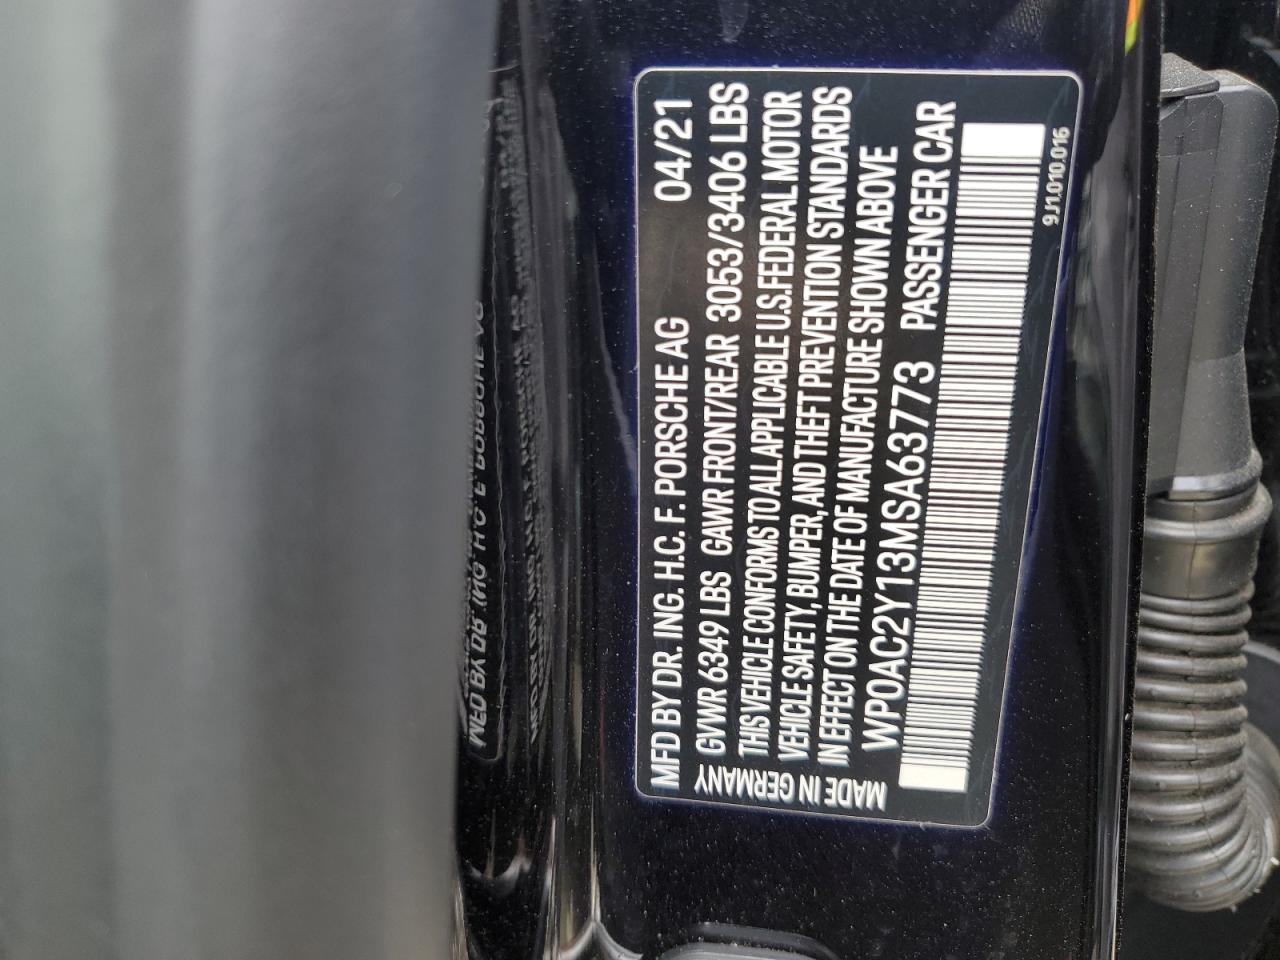 MFD BY DR. ING. H.C. F. PORSCHE AG 04/21
GVWR 6349 LBS GAWR FRONT/REAR 3053/3406 LBS
THIS VEHICLE CONFORMS TO ALL APPLICABLE U.S. FEDERAL MOTOR
VEHICLE SAFETY, BUMPER, AND THEFT PREVENTION STANDARDS
IN EFFECT ON THE DATE OF MANUFACTURE SHOWN ABOVE
WP0AC2Y13MSA63773 PASSENGER CAR
9J1.010.016
MADE IN GERMANY